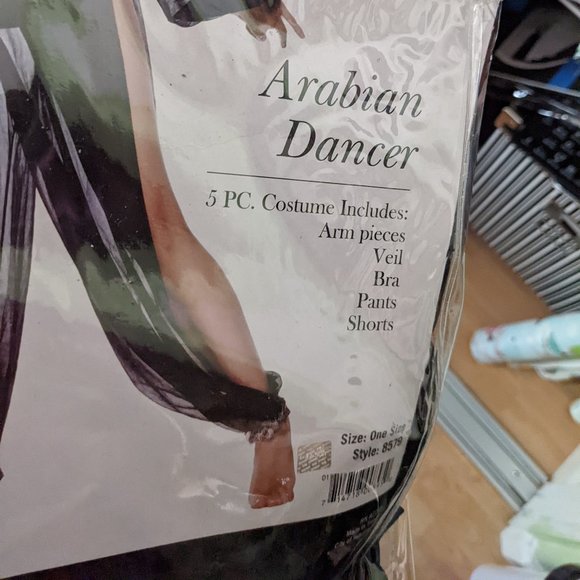 Arabian
Dancer
5 PC. Costume Includes:
Arm pieces
Veil
Bra
Pants
Shorts
Size: One Size
Style: 8579